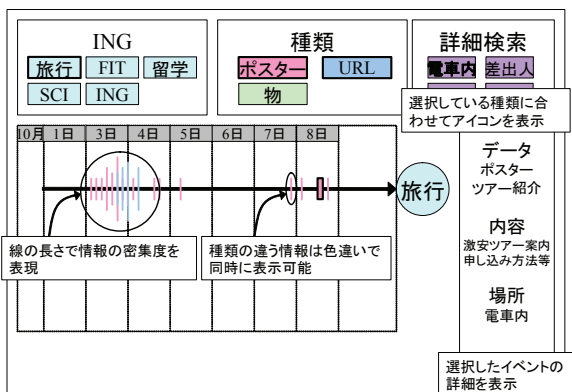 ING
旅行 FIT 留学
SCI ING
種類
ポスター URL
物
詳細検索
電車内 差出人
選択している種類に合
わせてアイコンを表示
10月 1日 3日 4日 5日 6日 7日 8日
旅行
線の長さで情報の密集度を
表現
種類の違う情報は色違いで
同時に表示可能
データ
ポスター
ツアー紹介
内容
激安ツアー案内
申し込み方法等
場所
電車内
選択したイベントの
詳細を表示